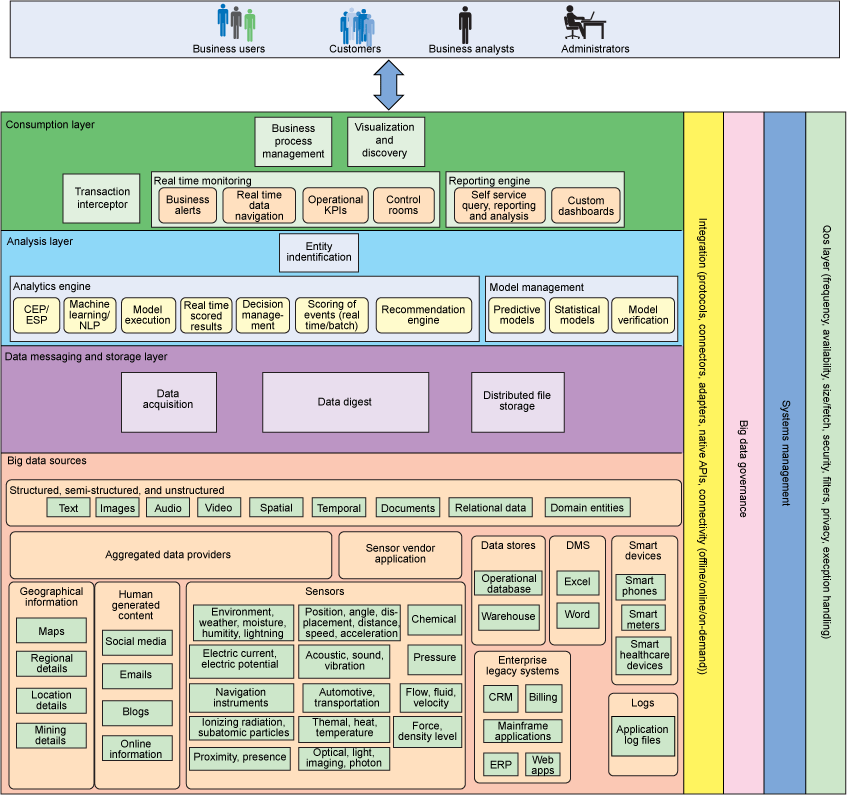 Business users
Customers
Business analysts
Administrators
Consumption layer
Business
process
management
Visualization
and
discovery
Transaction
interceptor
Real time monitoring
Business
alerts
Real time
data
navigation
Operational
KPIs
Control
rooms
Reporting engine
Self service
query, reporting
and analysis
Custom
dashboards
Analysis layer
Entity
indentification
Analytics engine
CEP/
ESP
Machine
learning/
NLP
Model
execution
Real time
scored
results
Decision
manage-
ment
Scoring of
events (real
time/batch)
Recommendation
engine
Model management
Predictive
models
Statistical
models
Model
verification
Data messaging and storage layer
Data
acquisition
Data digest
Distributed file
storage
Big data sources
Structured, semi-structured, and unstructured
Text
Images
Audio
Video
Spatial
Temporal
Documents
Relational data
Domain entities
Aggregated data providers
Sensor vendor
application
Geographical
information
Maps
Regional
details
Location
details
Mining
details
Human
generated
content
Social media
Emails
Blogs
Online
information
Sensors
Environment,
weather, moisture,
humitity, lightning
Position, angle, dis-
placement, distance,
speed, acceleration
Chemical
Electric current,
electric potential
Acoustic, sound,
vibration
Pressure
Navigation
instruments
Automotive,
transportation
Flow, fluid,
velocity
Ionizing radiation,
subatomic particles
Themal, heat,
temperature
Force,
density level
Proximity, presence
Optical, light,
imaging, photon
Data stores
Operational
database
Warehouse
DMS
Excel
Word
Smart
devices
Smart
phones
Smart
meters
Smart
healthcare
devices
Enterprise
legacy systems
CRM
Billing
Mainframe
applications
ERP
Web
apps
Logs
Application
log files
Integration (protocols, connectors, adapters, native APIs, connectivity (offline/online/on-demand))
Big data governance
Systems management
Qos layer (frequency, availability, size/fetch, security, filters, privacy, exeception handling)